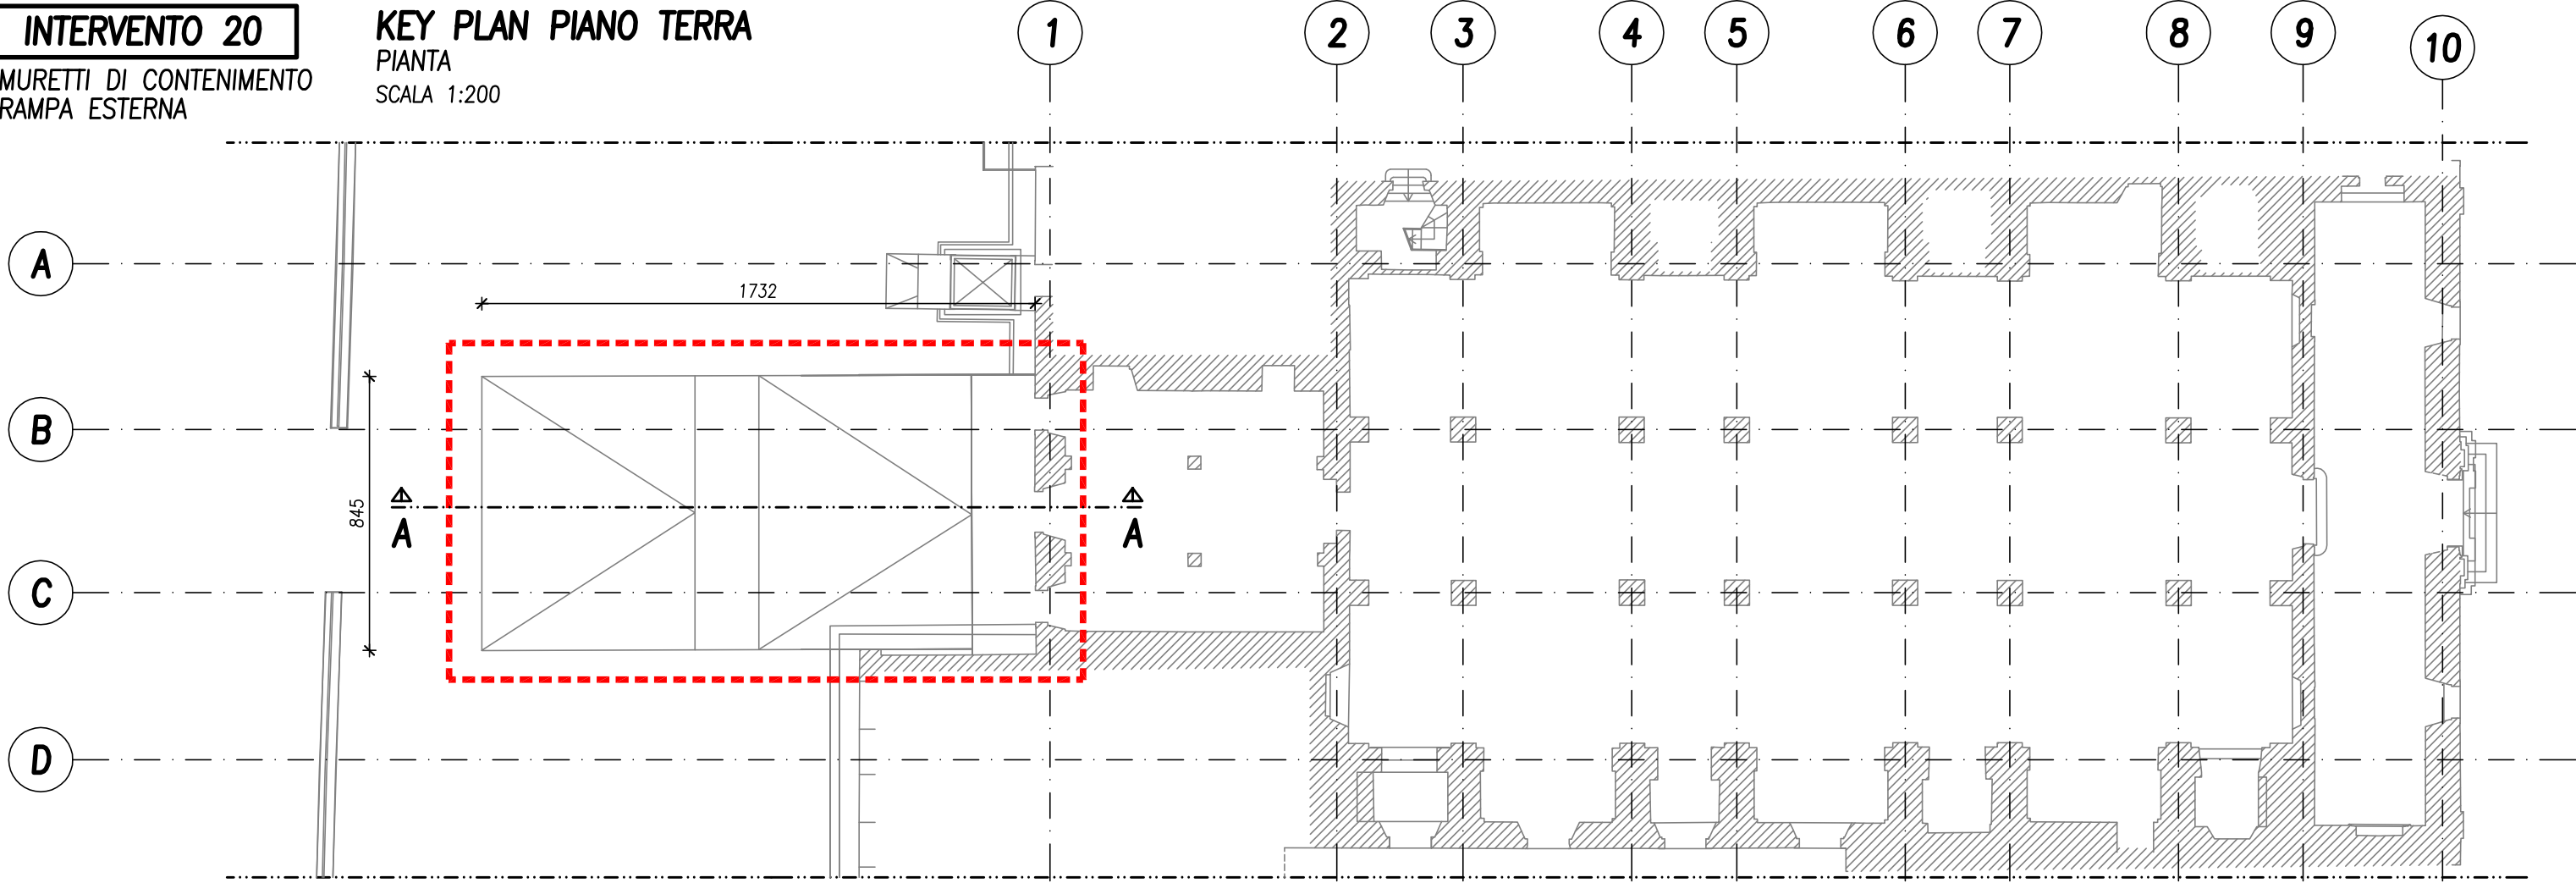 INTERVENTO 20
MURETTI DI CONTENIMENTO
RAMPA ESTERNA
KEY PLAN PIANO TERRA
PIANTA
SCALA 1:200
1 2 3 4 5 6 7 8 9 10
A
1732
B
845
A A
C
D